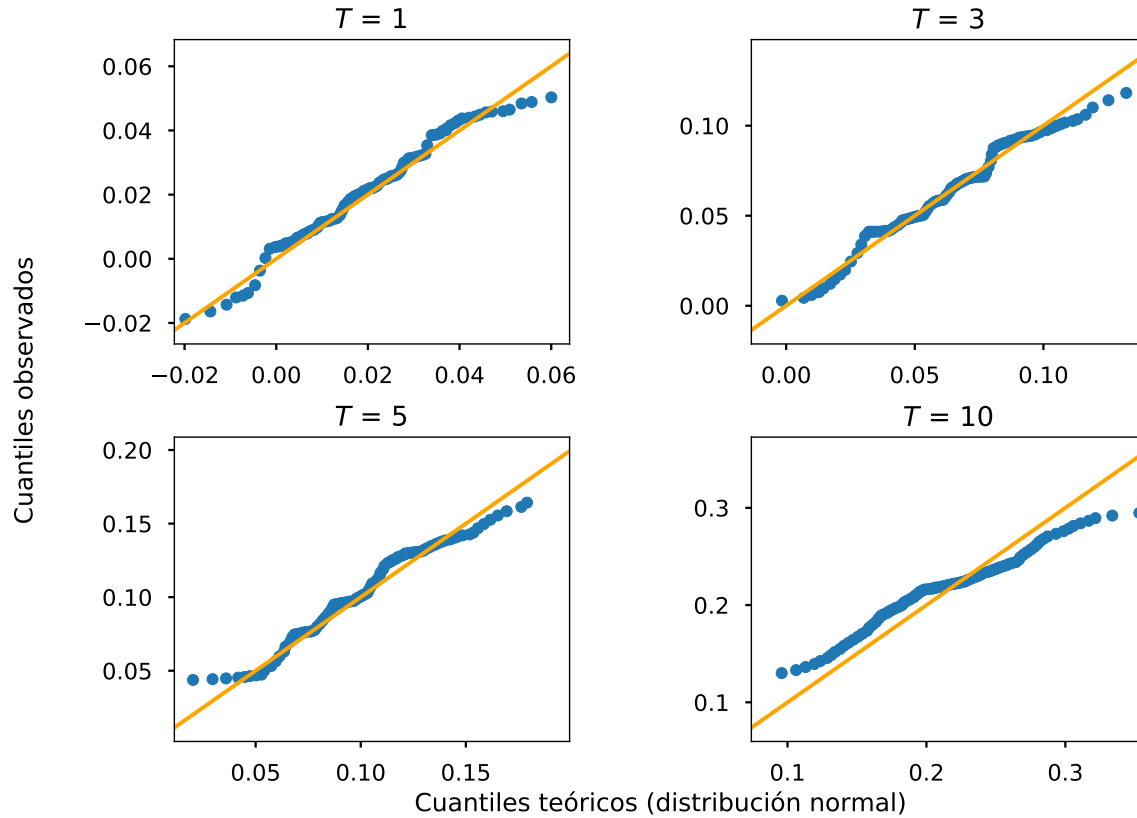 T = 1
T = 3
0.06
0.04
0.02
0.00
−0.02
−0.02 0.00 0.02 0.04 0.06
0.10
0.05
0.00
0.00 0.05 0.10
T = 5
T = 10
0.20
0.15
0.10
0.05
0.05 0.10 0.15
0.3
0.2
0.1
0.1 0.2 0.3
Cuantiles observados
Cuantiles teóricos (distribución normal)